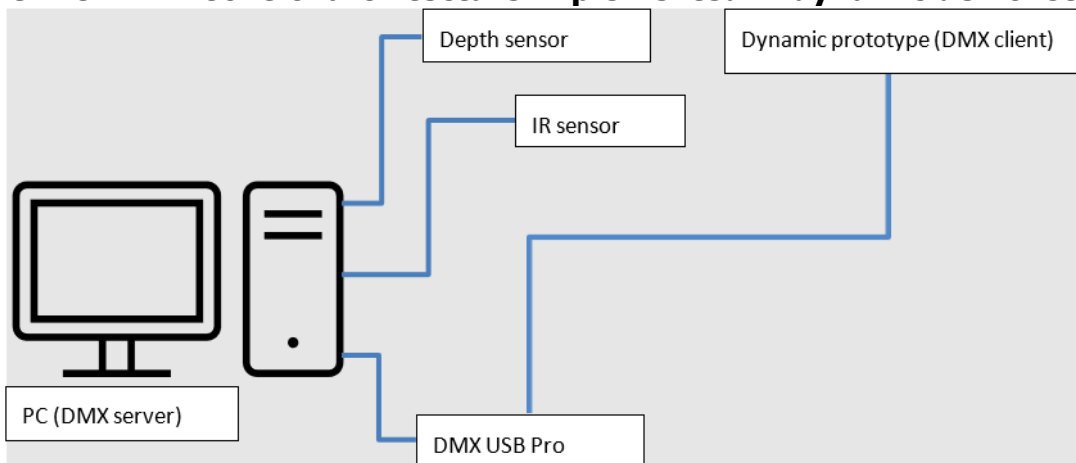 Depth sensor
Dynamic prototype (DMX client)
IR sensor
PC (DMX server)
DMX USB Pro